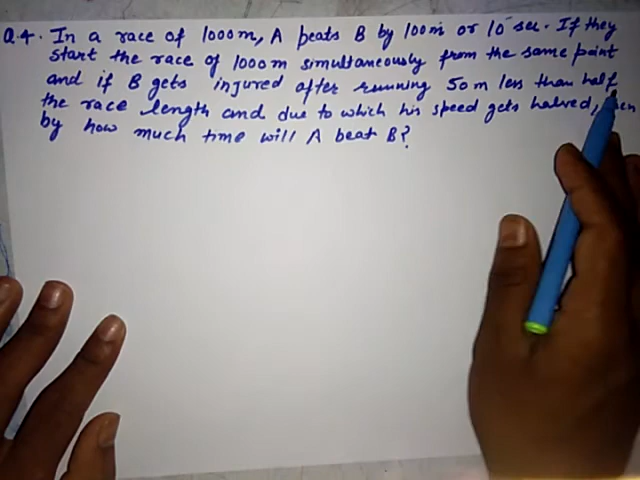 Q.4. In a race of 1000m, A beats B by 100m or 10 sec. If they
start the race of 1000m simultaneously from the same point
and if B gets injured after running 50m less than half
the race length and due to which his speed gets halved,
by how much time will A beat B?